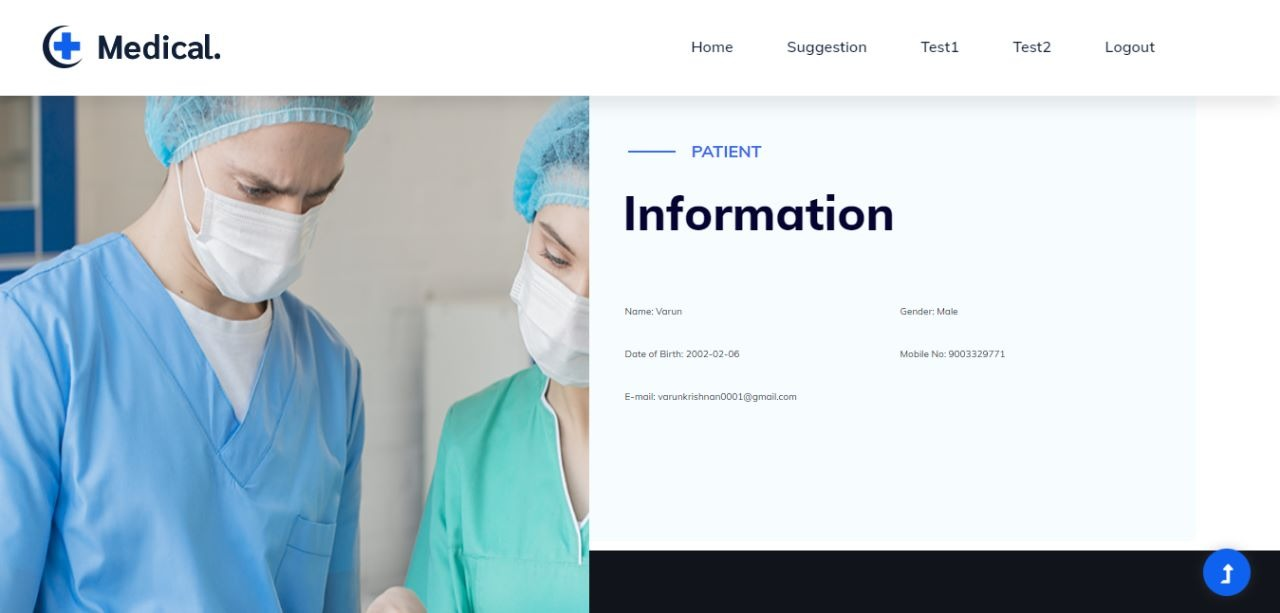 Medical.
Home Suggestion Test1 Test2 Logout
PATIENT
Information
Name: Varun Gender: Male
Date of Birth: 2002-02-06 Mobile No: 9003329771
E-mail: varunkrishnan0001@gmail.com